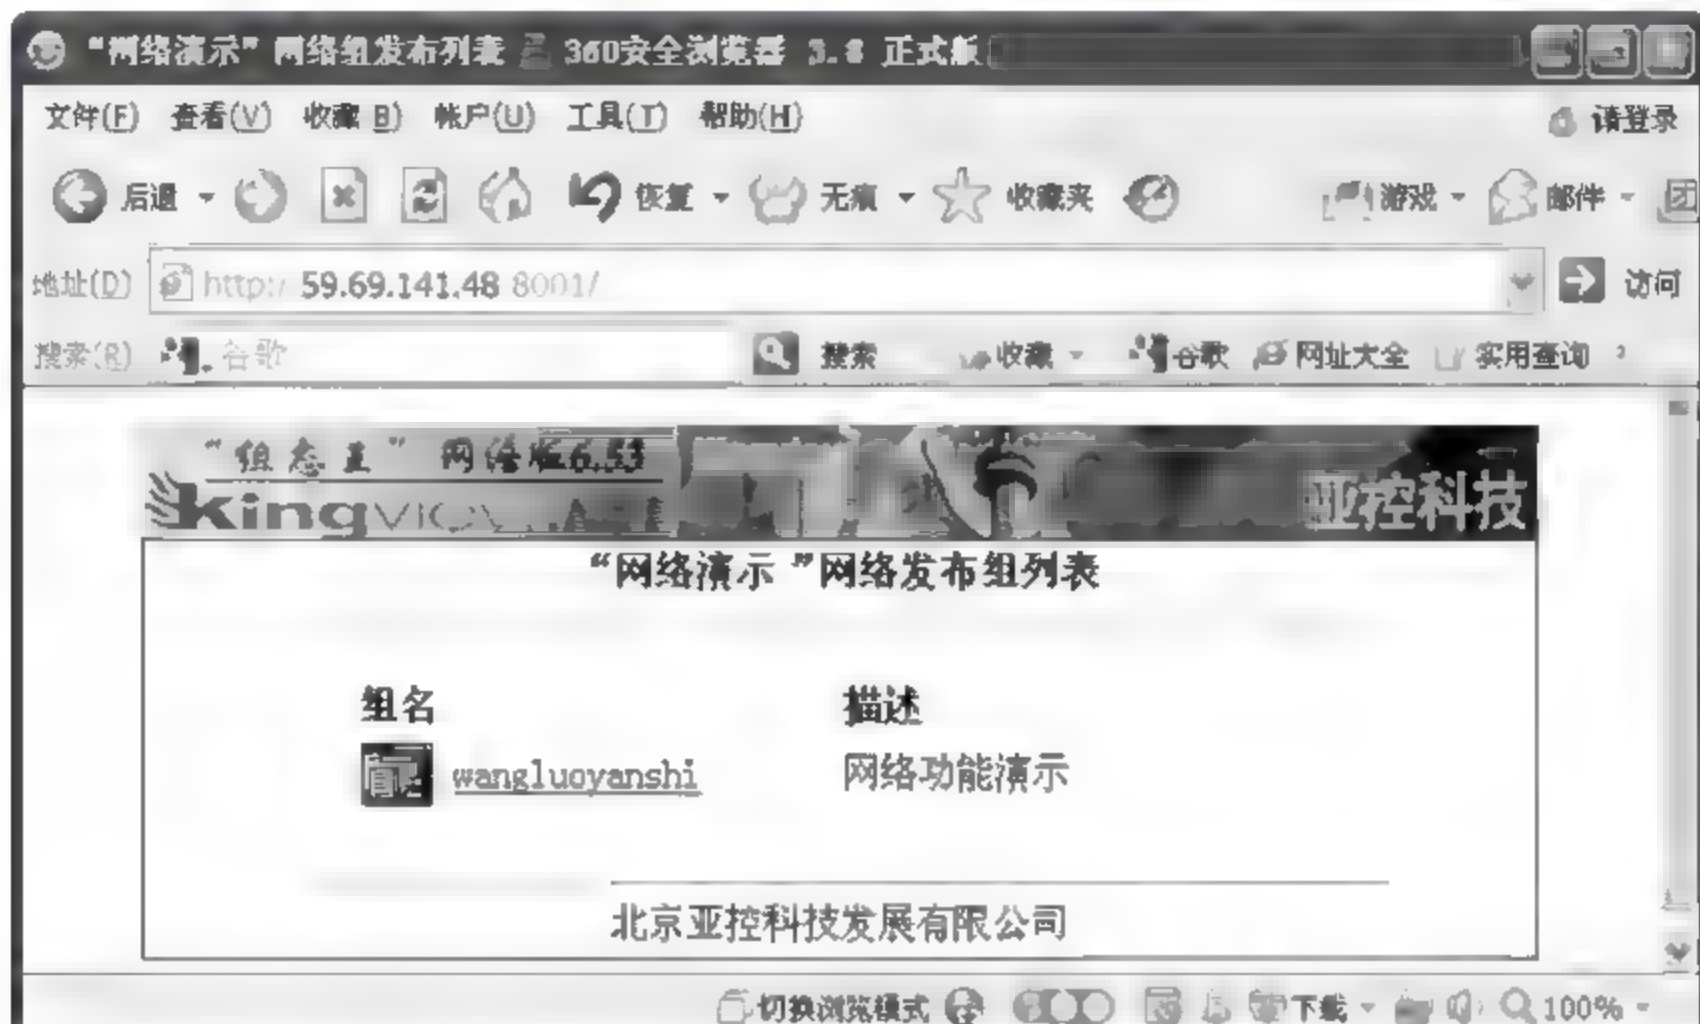 “网络演示”网络组发布列表 360安全浏览器 3.8 正式版
文件(F) 查看(V) 收藏 B) 帐户(U) 工具(T) 帮助(H) 请登录
后退 恢复 无痕 收藏夹 游戏 邮件 团
地址(D) http:/ 59.69.141.48 8001/ 访问
搜索(R) 谷歌 搜索 收藏 谷歌 网址大全 实用查询
“组态王”网络版6.53
kingVIEW 亚控科技
“网络演示 ”网络发布组列表
组名 描述
wangluoyanshi 网络功能演示
北京亚控科技发展有限公司
切换浏览模式 下载 100%